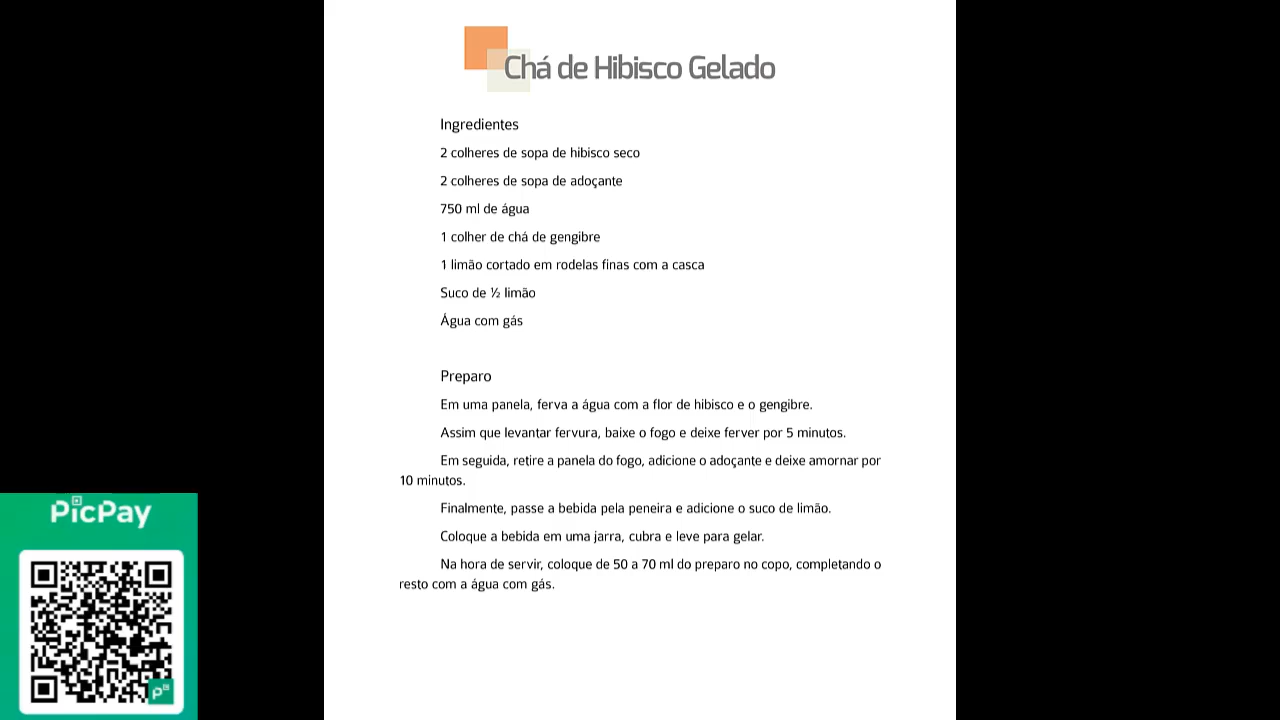 Chá de Hibisco Gelado
Ingredientes
2 colheres de sopa de hibisco seco
2 colheres de sopa de adoçante
750 ml de água
1 colher de chá de gengibre
1 limão cortado em rodelas finas com a casca
Suco de ½ limão
Água com gás
Preparo
Em uma panela, ferva a água com a flor de hibisco e o gengibre.
Assim que levantar fervura, baixe o fogo e deixe ferver por 5 minutos.
Em seguida, retire a panela do fogo, adicione o adoçante e deixe amornar por
10 minutos.
Finalmente, passe a bebida pela peneira e adicione o suco de limão.
Coloque a bebida em uma jarra, cubra e leve para gelar.
Na hora de servir, coloque de 50 a 70 ml do preparo no copo, completando o
resto com a água com gás.
PicPay